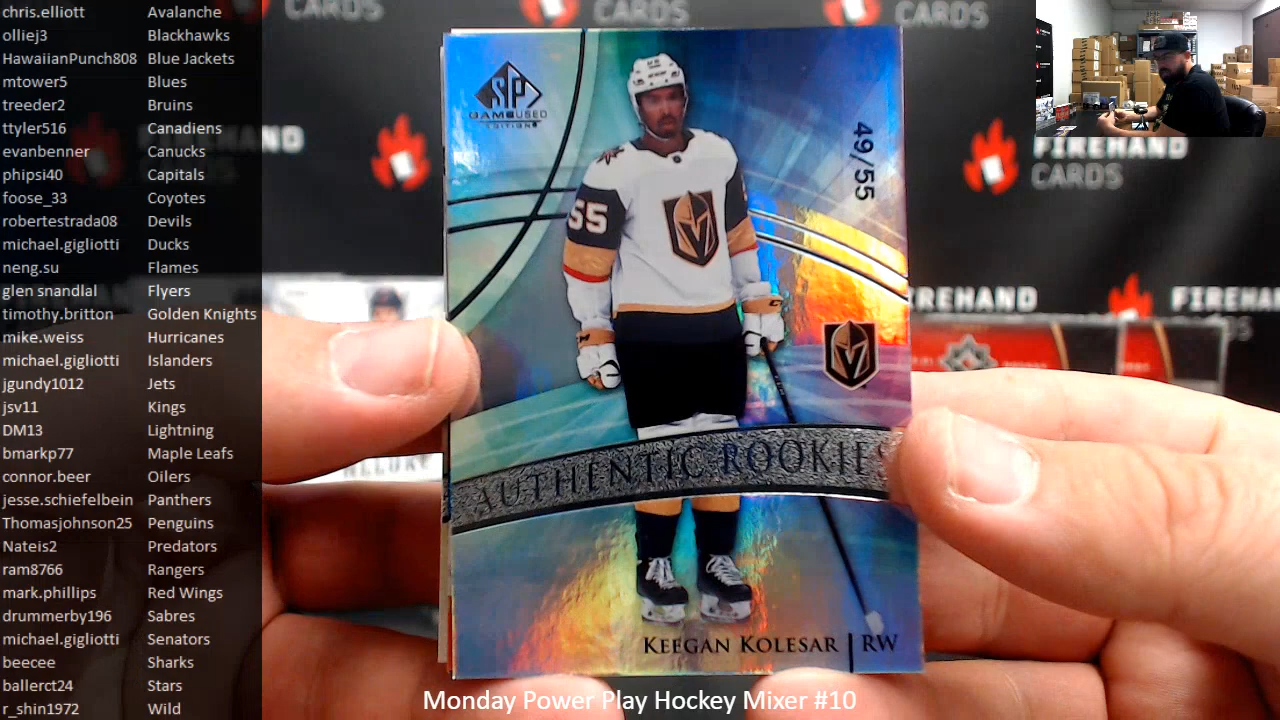 chris.elliott Avalanche
olliej3 Blackhawks
HawaiianPunch808 Blue Jackets
mtower5 Blues
treeder2 Bruins
ttyler516 Canadiens
evanbenner Canucks
phipsi40 Capitals
foose_33 Coyotes
robertestrada08 Devils
michael.gigliotti Ducks
neng.su Flames
glen snandlal Flyers
timothy.britton Golden Knights
mike.weiss Hurricanes
michael.gigliotti Islanders
jgundy1012 Jets
jsv11 Kings
DM13 Lightning
bmarkp77 Maple Leafs
connor.beer Oilers
jesse.schiefelbein Panthers
Thomasjohnson25 Penguins
Nateis2 Predators
ram8766 Rangers
mark.phillips Red Wings
drummerby196 Sabres
michael.gigliotti Senators
beecee Sharks
ballerct24 Stars
r_shin1972 Wild
CARDS
CARDS
CARDS
FIREHAND
CARDS
SP
GAME USED
EDITION
49/55
55
AUTHENTIC ROOKIES
KEEGAN KOLESAR RW
FIREHAND
Monday Power Play Hockey Mixer #10